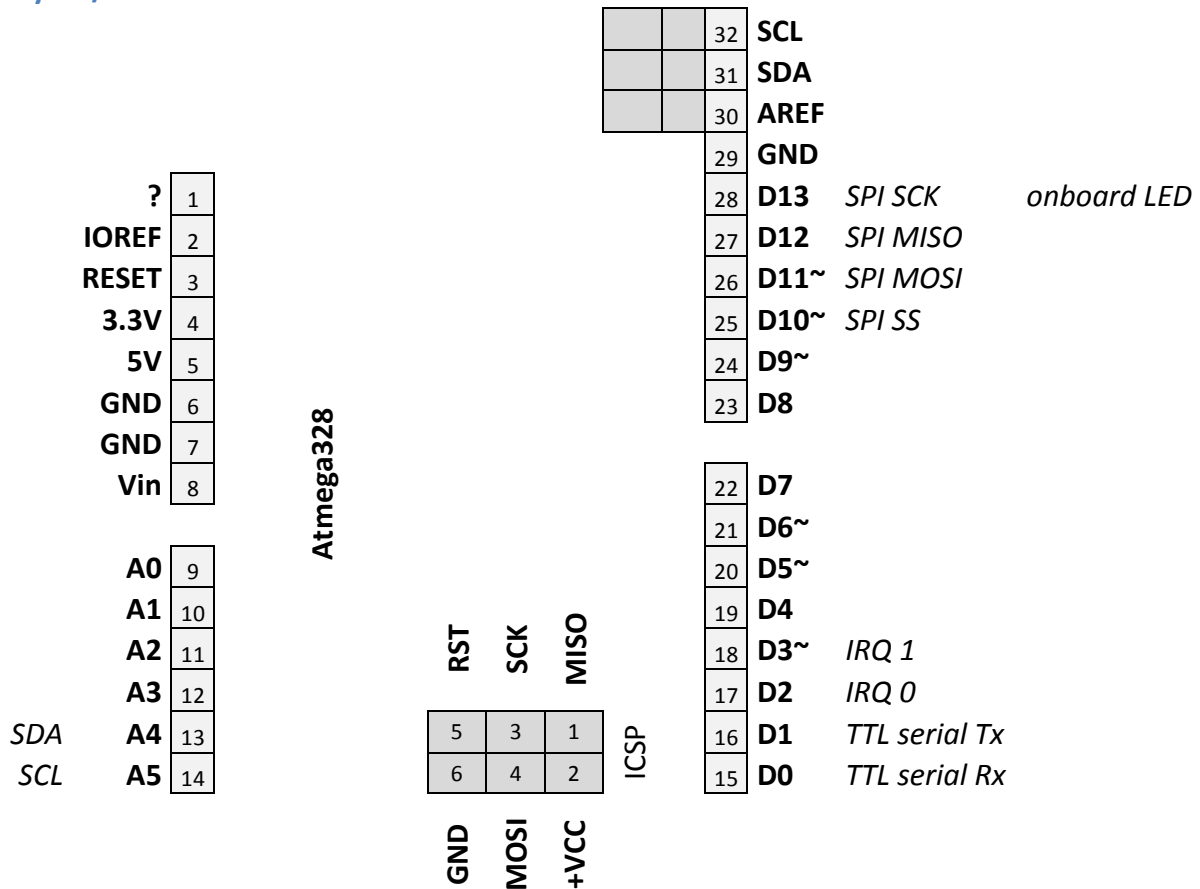 32 SCL
31 SDA
30 AREF
29 GND
? 1
28 D13 SPI SCK onboard LED
IOREF 2
27 D12 SPI MISO
RESET 3
26 D11~ SPI MOSI
3.3V 4
25 D10~ SPI SS
5V 5
24 D9~
GND 6
23 D8
GND 7
Vin 8
22 D7
Atmega328
21 D6~
A0 9
20 D5~
A1 10
19 D4
A2 11
RST SCK MISO
18 D3~ IRQ 1
A3 12
17 D2 IRQ 0
SDA A4 13
5 3 1
16 D1 TTL serial Tx
SCL A5 14
6 4 2
ICSP
15 D0 TTL serial Rx
GND MOSI +VCC